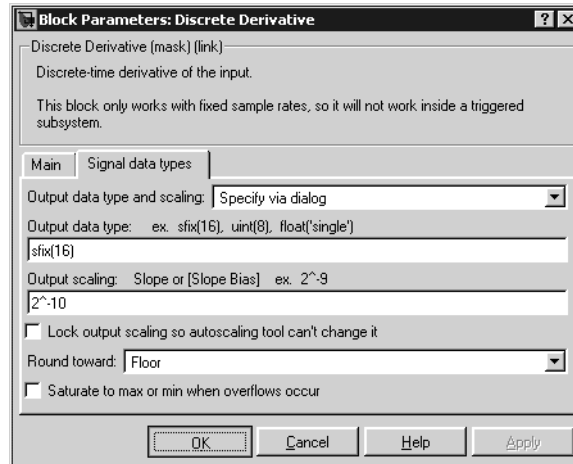 Block Parameters: Discrete Derivative
Discrete Derivative (mask) (link)
Discrete-time derivative of the input.
This block only works with fixed sample rates, so it will not work inside a triggered
subsystem.
Main Signal data types
Output data type and scaling: Specify via dialog
Output data type: ex. sfix(16), uint(8), float('single')
sfix(16)
Output scaling: Slope or [Slope Bias] ex. 2^-9
2^-10
Lock output scaling so autoscaling tool can't change it
Round toward: Floor
Saturate to max or min when overflows occur
OK Cancel Help Apply